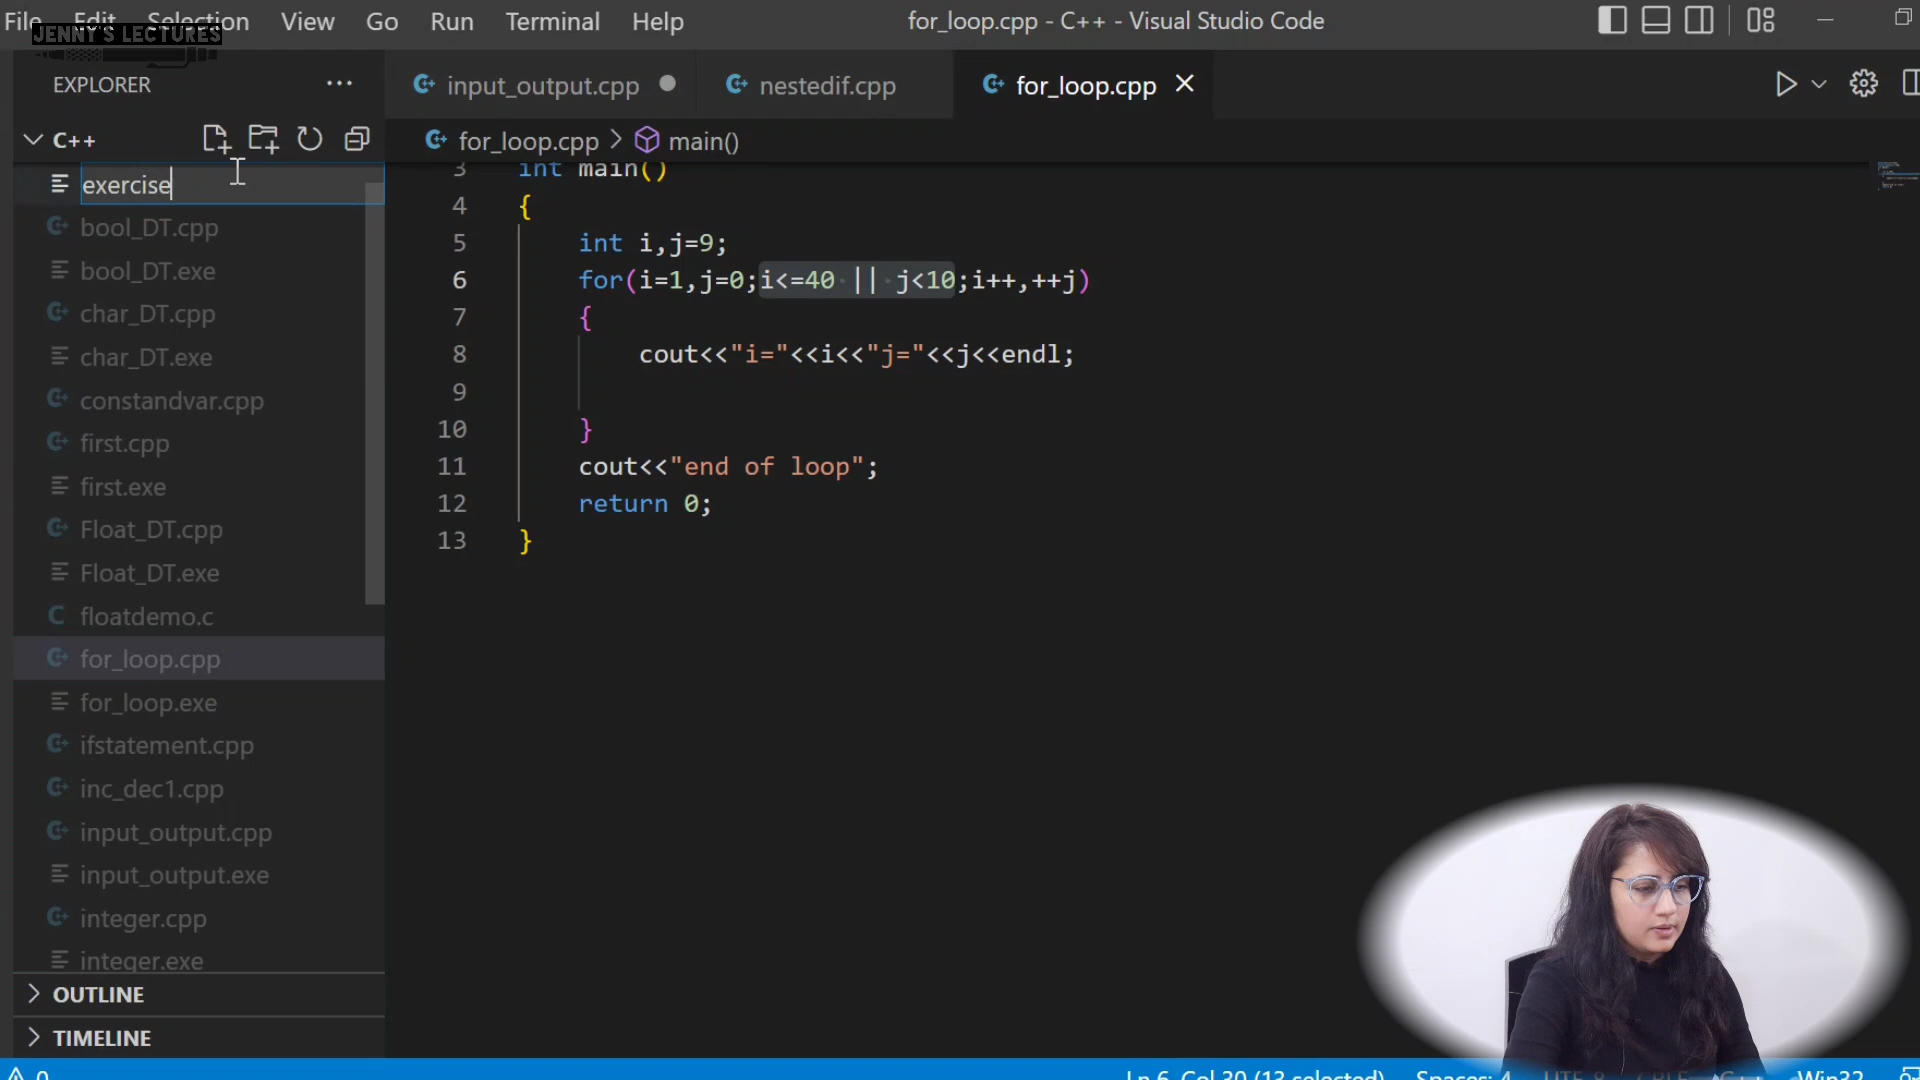 File Edit Selection View Go Run Terminal Help
for_loop.cpp - C++ - Visual Studio Code
JENNY'S LECTURES
EXPLORER
input_output.cpp
nestedif.cpp
for_loop.cpp
C++
for_loop.cpp > main()
exercise
bool_DT.cpp
bool_DT.exe
char_DT.cpp
char_DT.exe
constandvar.cpp
first.cpp
first.exe
Float_DT.cpp
Float_DT.exe
floatdemo.c
for_loop.cpp
for_loop.exe
ifstatement.cpp
inc_dec1.cpp
input_output.cpp
input_output.exe
integer.cpp
integer.exe
OUTLINE
TIMELINE
3 int main()
4 {
5 int i,j=9;
6 for(i=1,j=0;i<=40 || j<10;i++,++j)
7 {
8 cout<<"i="<<i<<"j="<<j<<endl;
9
10 }
11 cout<<"end of loop";
12 return 0;
13 }
0
Ln 6, Col 30 (13 selected) Spaces: 4 UTF-8 CRLF C++ Win32